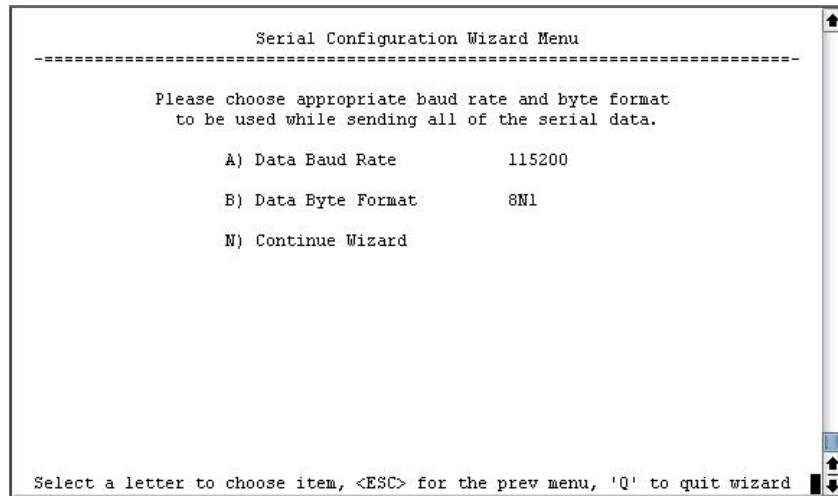 Serial Configuration Wizard Menu
-==========================================================================-
Please choose appropriate baud rate and byte format
to be used while sending all of the serial data.
A) Data Baud Rate 115200
B) Data Byte Format 8N1
N) Continue Wizard
Select a letter to choose item, <ESC> for the prev menu, 'Q' to quit wizard